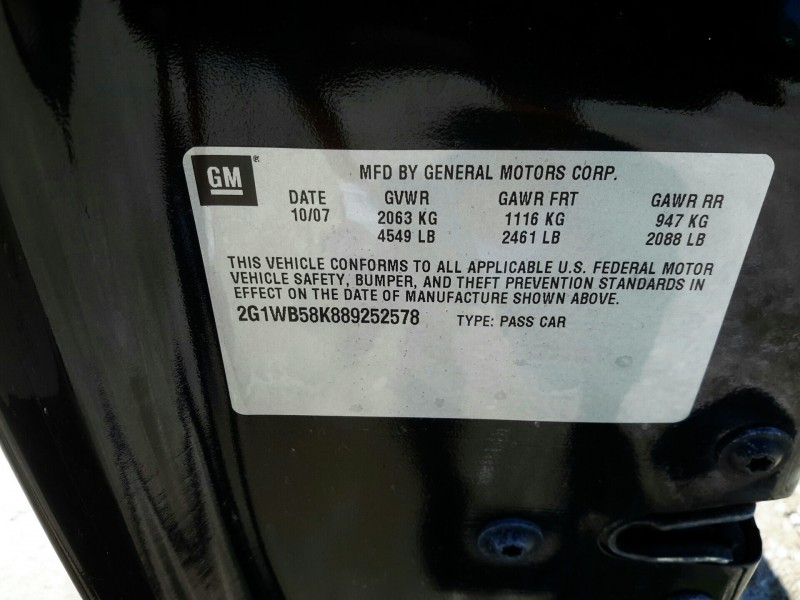 GM® MFD BY GENERAL MOTORS CORP.
DATE GVWR GAWR FRT GAWR RR
10/07 2063 KG 1116 KG 947 KG
4549 LB 2461 LB 2088 LB
THIS VEHICLE CONFORMS TO ALL APPLICABLE U.S. FEDERAL MOTOR
VEHICLE SAFETY, BUMPER, AND THEFT PREVENTION STANDARDS IN
EFFECT ON THE DATE OF MANUFACTURE SHOWN ABOVE.
2G1WB58K889252578 TYPE: PASS CAR